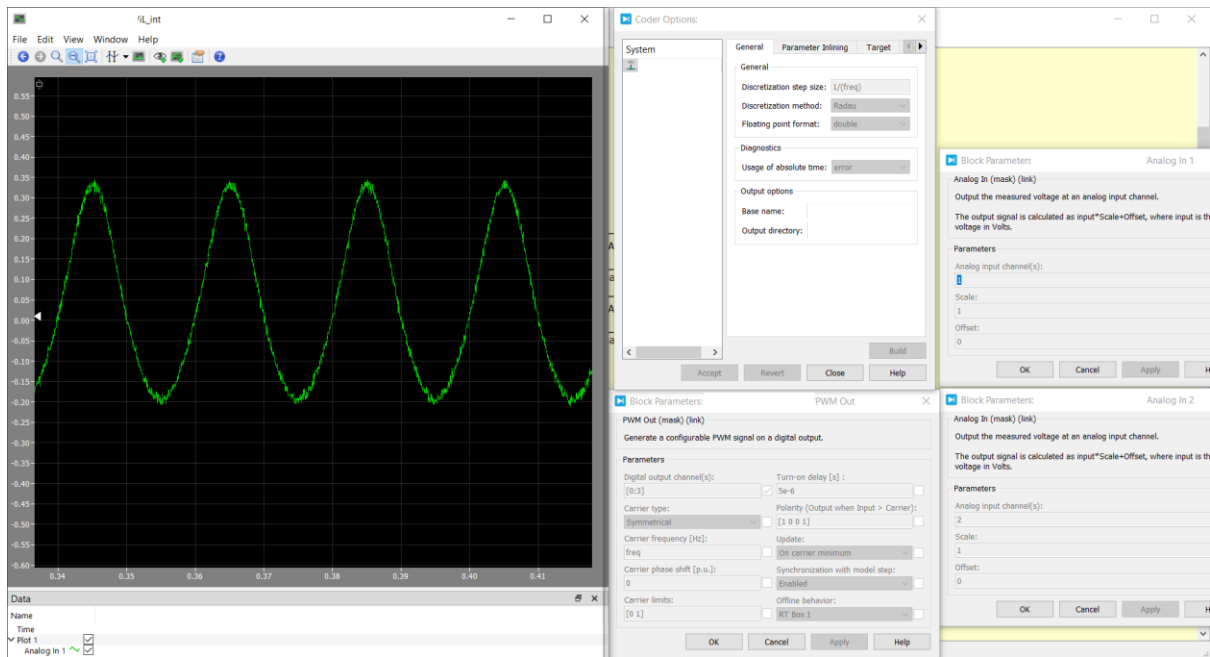 /iL_int
File Edit View Window Help
0.55
0.50
0.45
0.40
0.35
0.30
0.25
0.20
0.15
0.10
0.05
0.00
-0.05
-0.10
-0.15
-0.20
-0.25
-0.30
-0.35
-0.40
-0.45
-0.50
-0.55
-0.60
0.34 0.35 0.36 0.37 0.38 0.39 0.40 0.41
Data
Name
Time
Plot 1
Analog In 1
Coder Options:
System
General Parameter Inlining Target
General
Discretization step size: 1/(freq)
Discretization method: Radau
Floating point format: double
Diagnostics
Usage of absolute time: error
Output options
Base name:
Output directory:
Build
Accept Revert Close Help
Block Parameters: PWM Out
PWM Out (mask) (link)
Generate a configurable PWM signal on a digital output.
Parameters
Digital output channel(s): Turn-on delay [s] :
[0:3] 5e-6
Carrier type: Polarity (Output when Input > Carrier):
Symmetrical [1 0 0 1]
Carrier frequency [Hz]: Update:
freq On carrier minimum
Carrier phase shift [p.u.]: Synchronization with model step:
0 Enabled
Carrier limits: Offline behavior:
[0 1] RT Box 1
OK Cancel Apply Help
Block Parameters: Analog In 1
Analog In (mask) (link)
Output the measured voltage at an analog input channel.
The output signal is calculated as input*Scale+Offset, where input is th
voltage in Volts.
Parameters
Analog input channel(s):
1
Scale:
1
Offset:
0
OK Cancel Apply H
Block Parameters: Analog In 2
Analog In (mask) (link)
Output the measured voltage at an analog input channel.
The output signal is calculated as input*Scale+Offset, where input is th
voltage in Volts.
Parameters
Analog input channel(s):
2
Scale:
1
Offset:
0
OK Cancel Apply H